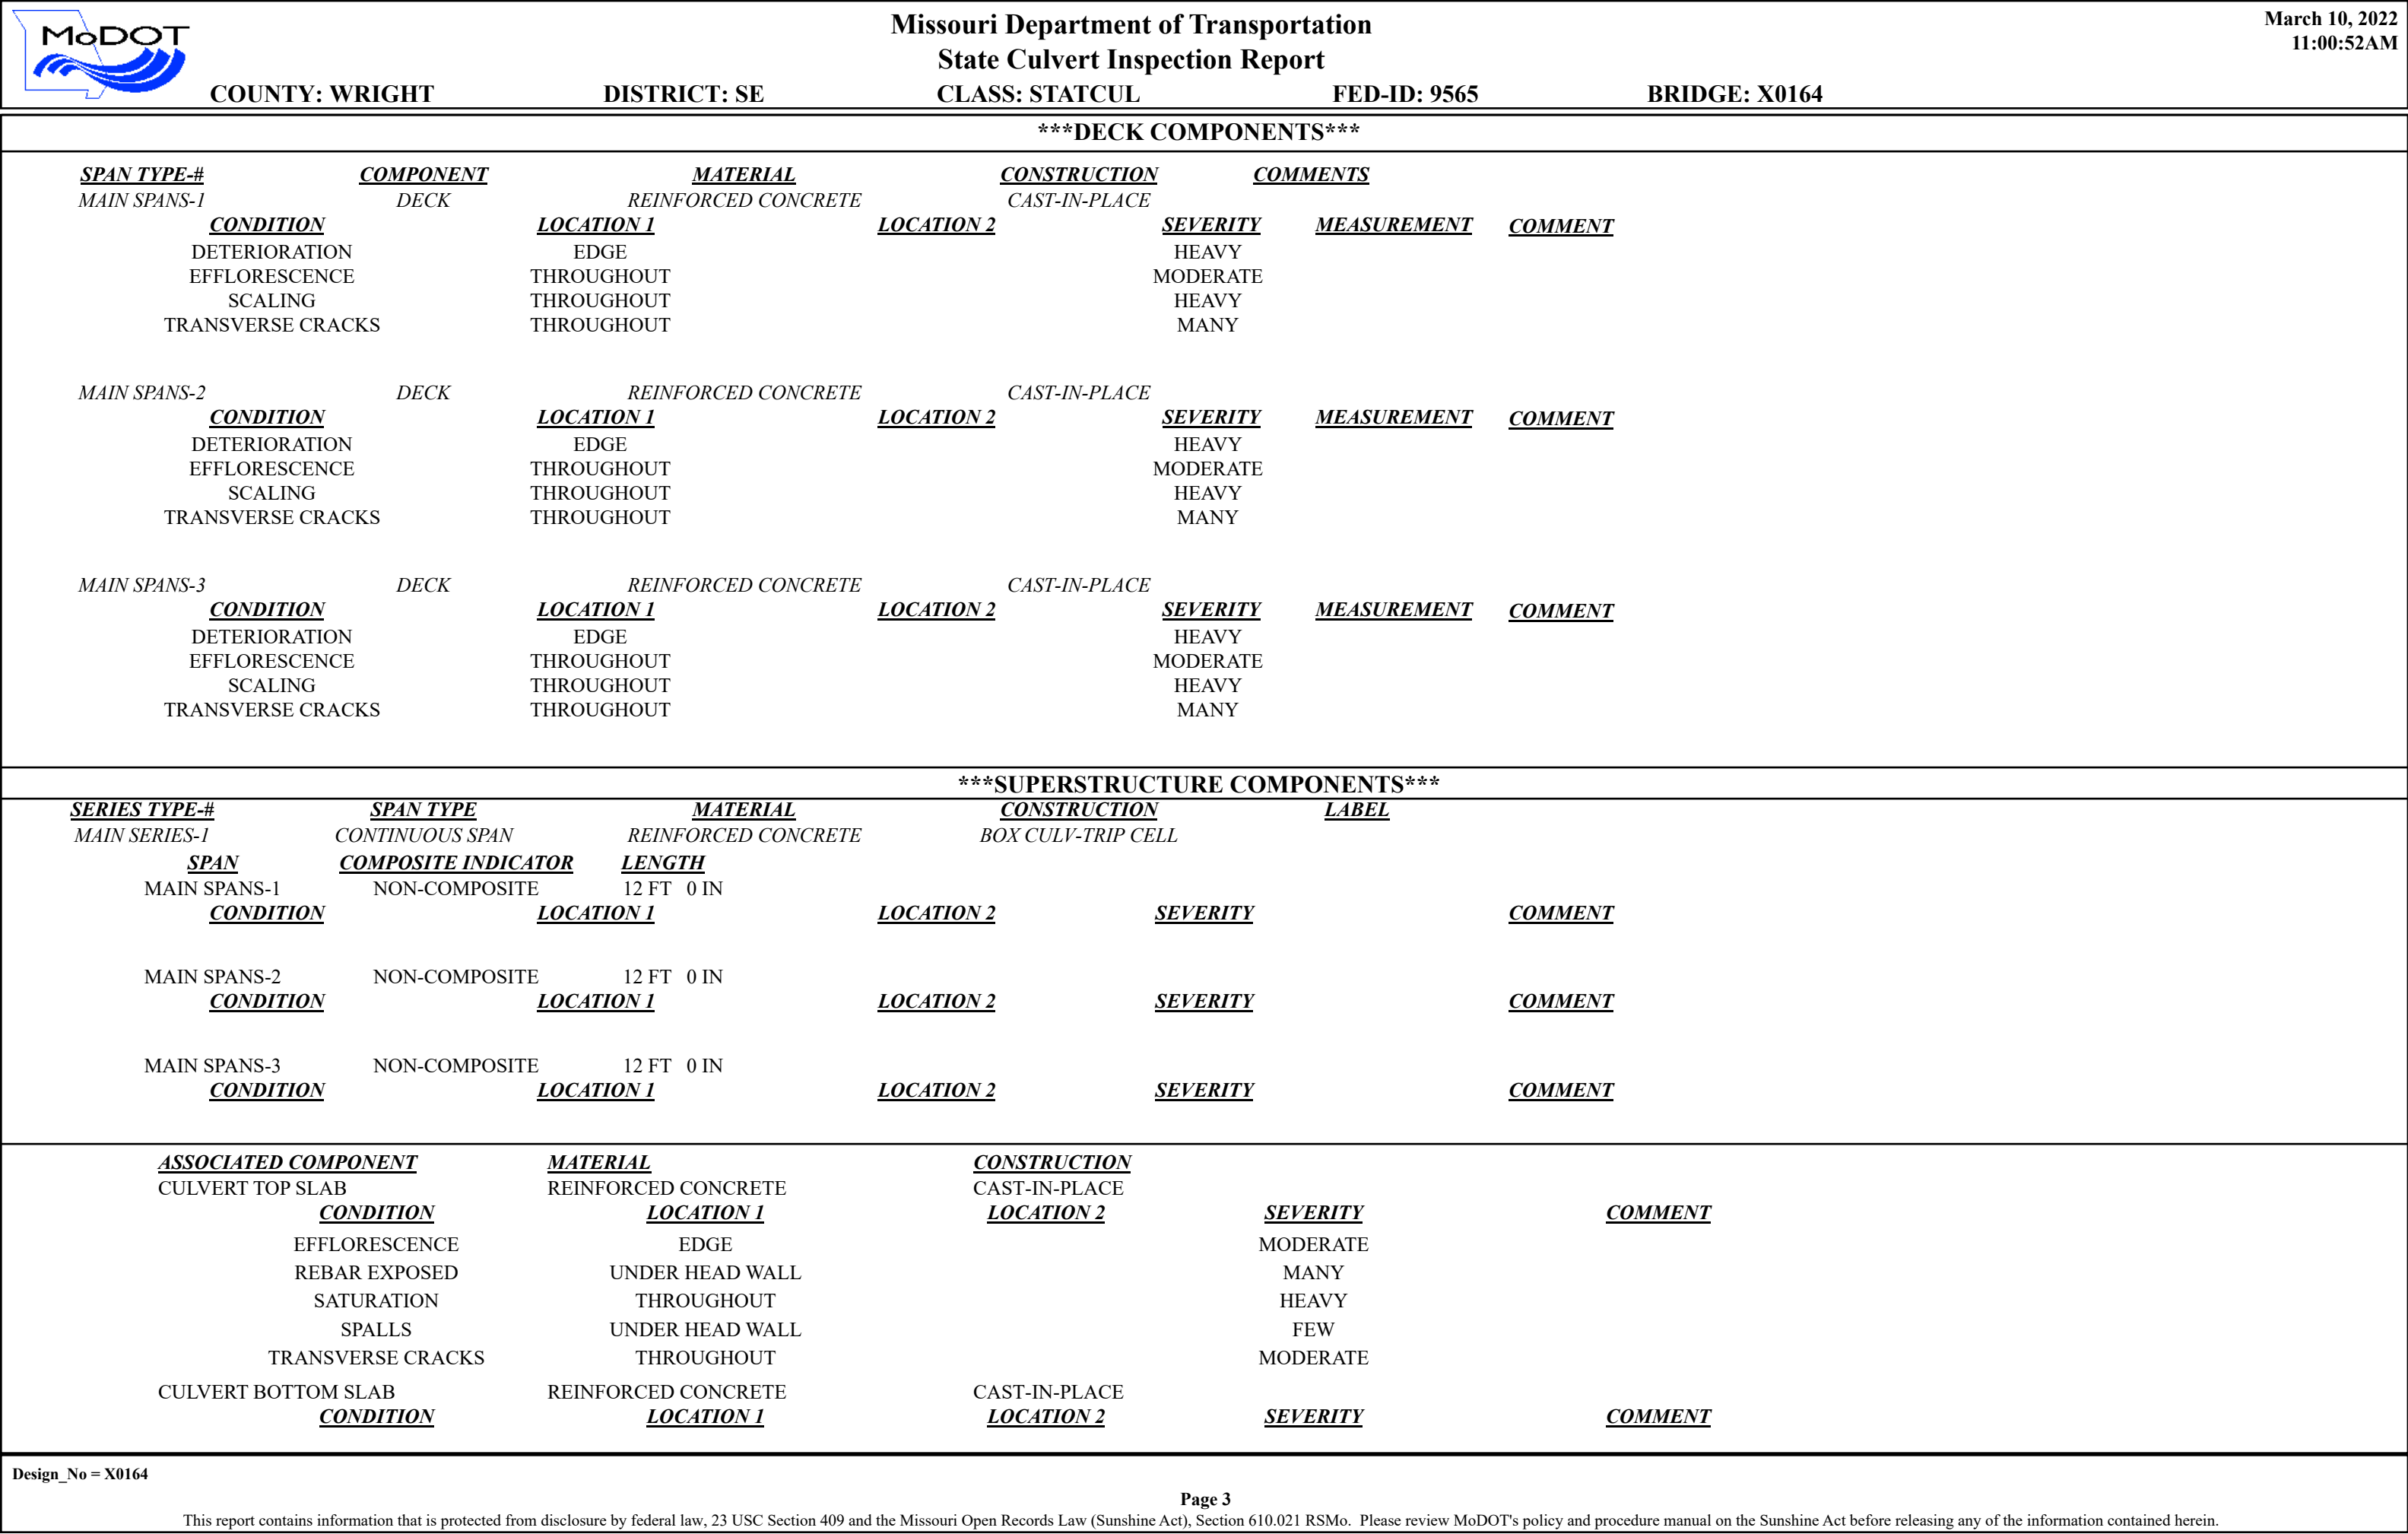 MoDOT
Missouri Department of Transportation
State Culvert Inspection Report
March 10, 2022
11:00:52AM
COUNTY: WRIGHT DISTRICT: SE CLASS: STATCUL FED-ID: 9565 BRIDGE: X0164
***DECK COMPONENTS***
SPAN TYPE-# COMPONENT MATERIAL CONSTRUCTION COMMENTS
MAIN SPANS-1 DECK REINFORCED CONCRETE CAST-IN-PLACE
CONDITION LOCATION 1 LOCATION 2 SEVERITY MEASUREMENT COMMENT
DETERIORATION EDGE HEAVY
EFFLORESCENCE THROUGHOUT MODERATE
SCALING THROUGHOUT HEAVY
TRANSVERSE CRACKS THROUGHOUT MANY
MAIN SPANS-2 DECK REINFORCED CONCRETE CAST-IN-PLACE
CONDITION LOCATION 1 LOCATION 2 SEVERITY MEASUREMENT COMMENT
DETERIORATION EDGE HEAVY
EFFLORESCENCE THROUGHOUT MODERATE
SCALING THROUGHOUT HEAVY
TRANSVERSE CRACKS THROUGHOUT MANY
MAIN SPANS-3 DECK REINFORCED CONCRETE CAST-IN-PLACE
CONDITION LOCATION 1 LOCATION 2 SEVERITY MEASUREMENT COMMENT
DETERIORATION EDGE HEAVY
EFFLORESCENCE THROUGHOUT MODERATE
SCALING THROUGHOUT HEAVY
TRANSVERSE CRACKS THROUGHOUT MANY
***SUPERSTRUCTURE COMPONENTS***
SERIES TYPE-# SPAN TYPE MATERIAL CONSTRUCTION LABEL
MAIN SERIES-1 CONTINUOUS SPAN REINFORCED CONCRETE BOX CULV-TRIP CELL
SPAN COMPOSITE INDICATOR LENGTH
MAIN SPANS-1 NON-COMPOSITE 12 FT 0 IN
CONDITION LOCATION 1 LOCATION 2 SEVERITY COMMENT
MAIN SPANS-2 NON-COMPOSITE 12 FT 0 IN
CONDITION LOCATION 1 LOCATION 2 SEVERITY COMMENT
MAIN SPANS-3 NON-COMPOSITE 12 FT 0 IN
CONDITION LOCATION 1 LOCATION 2 SEVERITY COMMENT
ASSOCIATED COMPONENT MATERIAL CONSTRUCTION
CULVERT TOP SLAB REINFORCED CONCRETE CAST-IN-PLACE
CONDITION LOCATION 1 LOCATION 2 SEVERITY COMMENT
EFFLORESCENCE EDGE MODERATE
REBAR EXPOSED UNDER HEAD WALL MANY
SATURATION THROUGHOUT HEAVY
SPALLS UNDER HEAD WALL FEW
TRANSVERSE CRACKS THROUGHOUT MODERATE
CULVERT BOTTOM SLAB REINFORCED CONCRETE CAST-IN-PLACE
CONDITION LOCATION 1 LOCATION 2 SEVERITY COMMENT
Design_No = X0164
Page 3
This report contains information that is protected from disclosure by federal law, 23 USC Section 409 and the Missouri Open Records Law (Sunshine Act), Section 610.021 RSMo. Please review MoDOT's policy and procedure manual on the Sunshine Act before releasing any of the information contained herein.